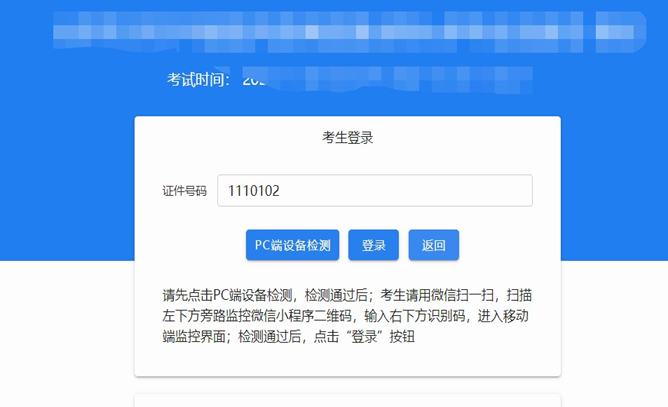 考试时间： 202
考生登录
证件号码 1110102
PC端设备检测 登录 返回
请先点击PC端设备检测，检测通过后；考生请用微信扫一扫，扫描
左下方旁路监控微信小程序二维码，输入右下方识别码，进入移动
端监控界面；检测通过后，点击“登录”按钮